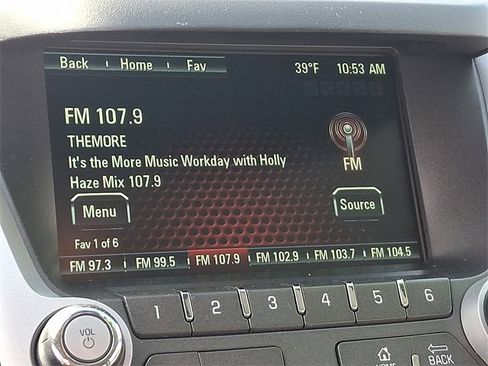 Back Home Fav 39°F 10:53 AM
FM 107.9
THEMORE
It's the More Music Workday with Holly
Haze Mix 107.9
FM
Menu
Source
Fav 1 of 6
FM 97.3 FM 99.5 FM 107.9 FM 102.9 FM 103.7 FM 104.5
1 2 3 4 5 6
VOL
HOME
BACK